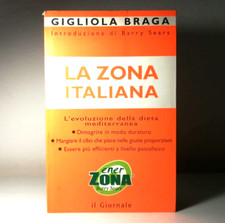 GIGLIOLA BRAGA
Introduzione di Barry Sears
LA ZONA
ITALIANA
L'evoluzione della dieta
mediterranea
● Dimagrire in modo duraturo
● Mangiare il cibo che piace nelle giuste proporzioni
● Essere più efficienti a livello psicofisico
ener
ZONA
il Giornale